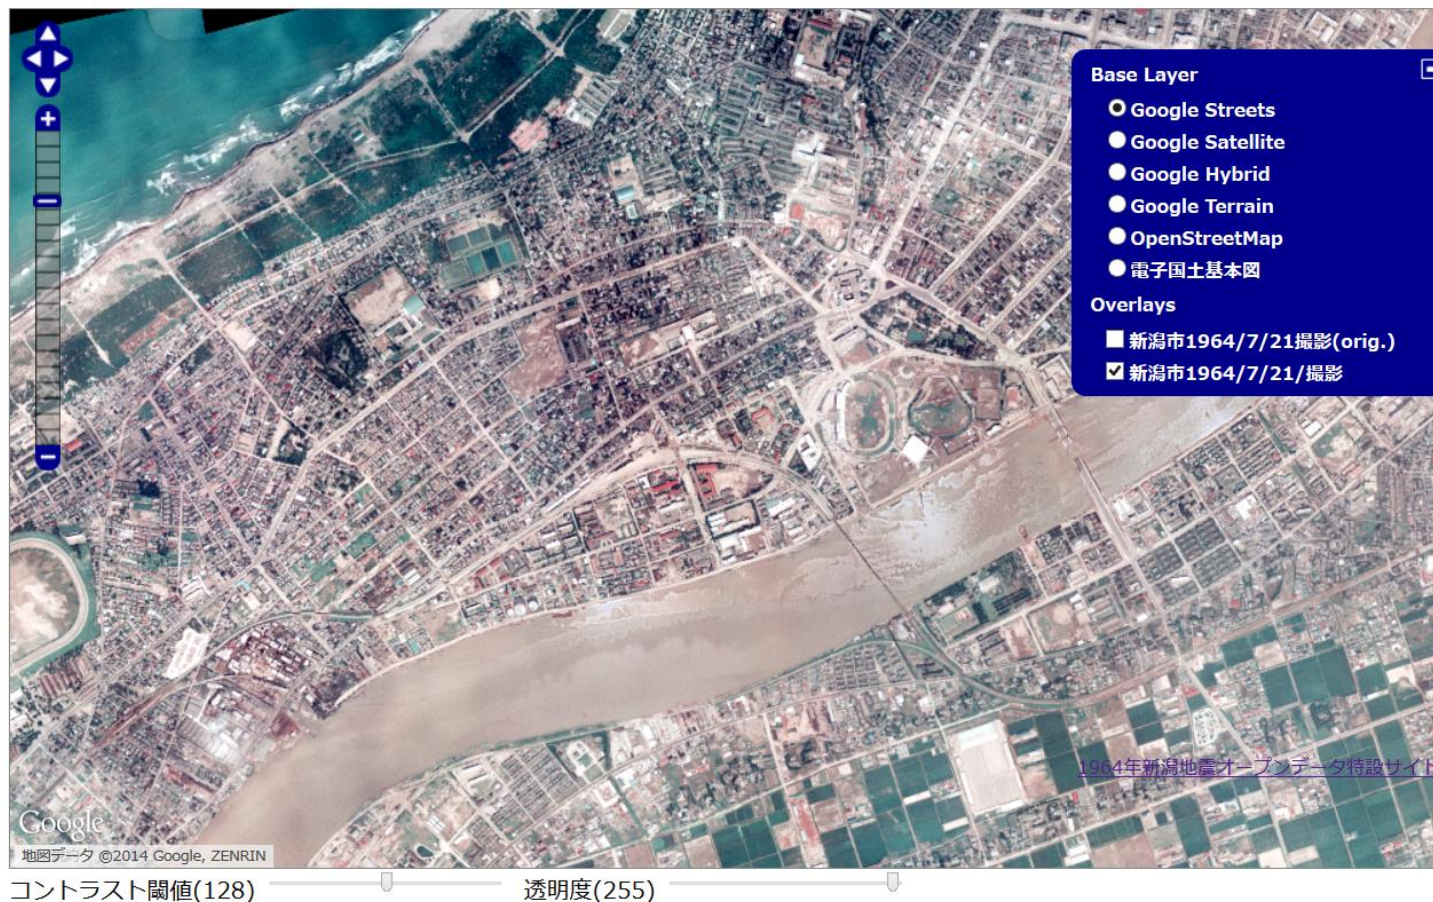 Base Layer
Google Streets
Google Satellite
Google Hybrid
Google Terrain
OpenStreetMap
電子国土基本図
Overlays
新潟市1964/7/21撮影(orig.)
新潟市1964/7/21/撮影
1964年新潟地震オープンデータ特設サイト
Google
地図データ ©2014 Google, ZENRIN
コントラスト閾値(128)
透明度(255)